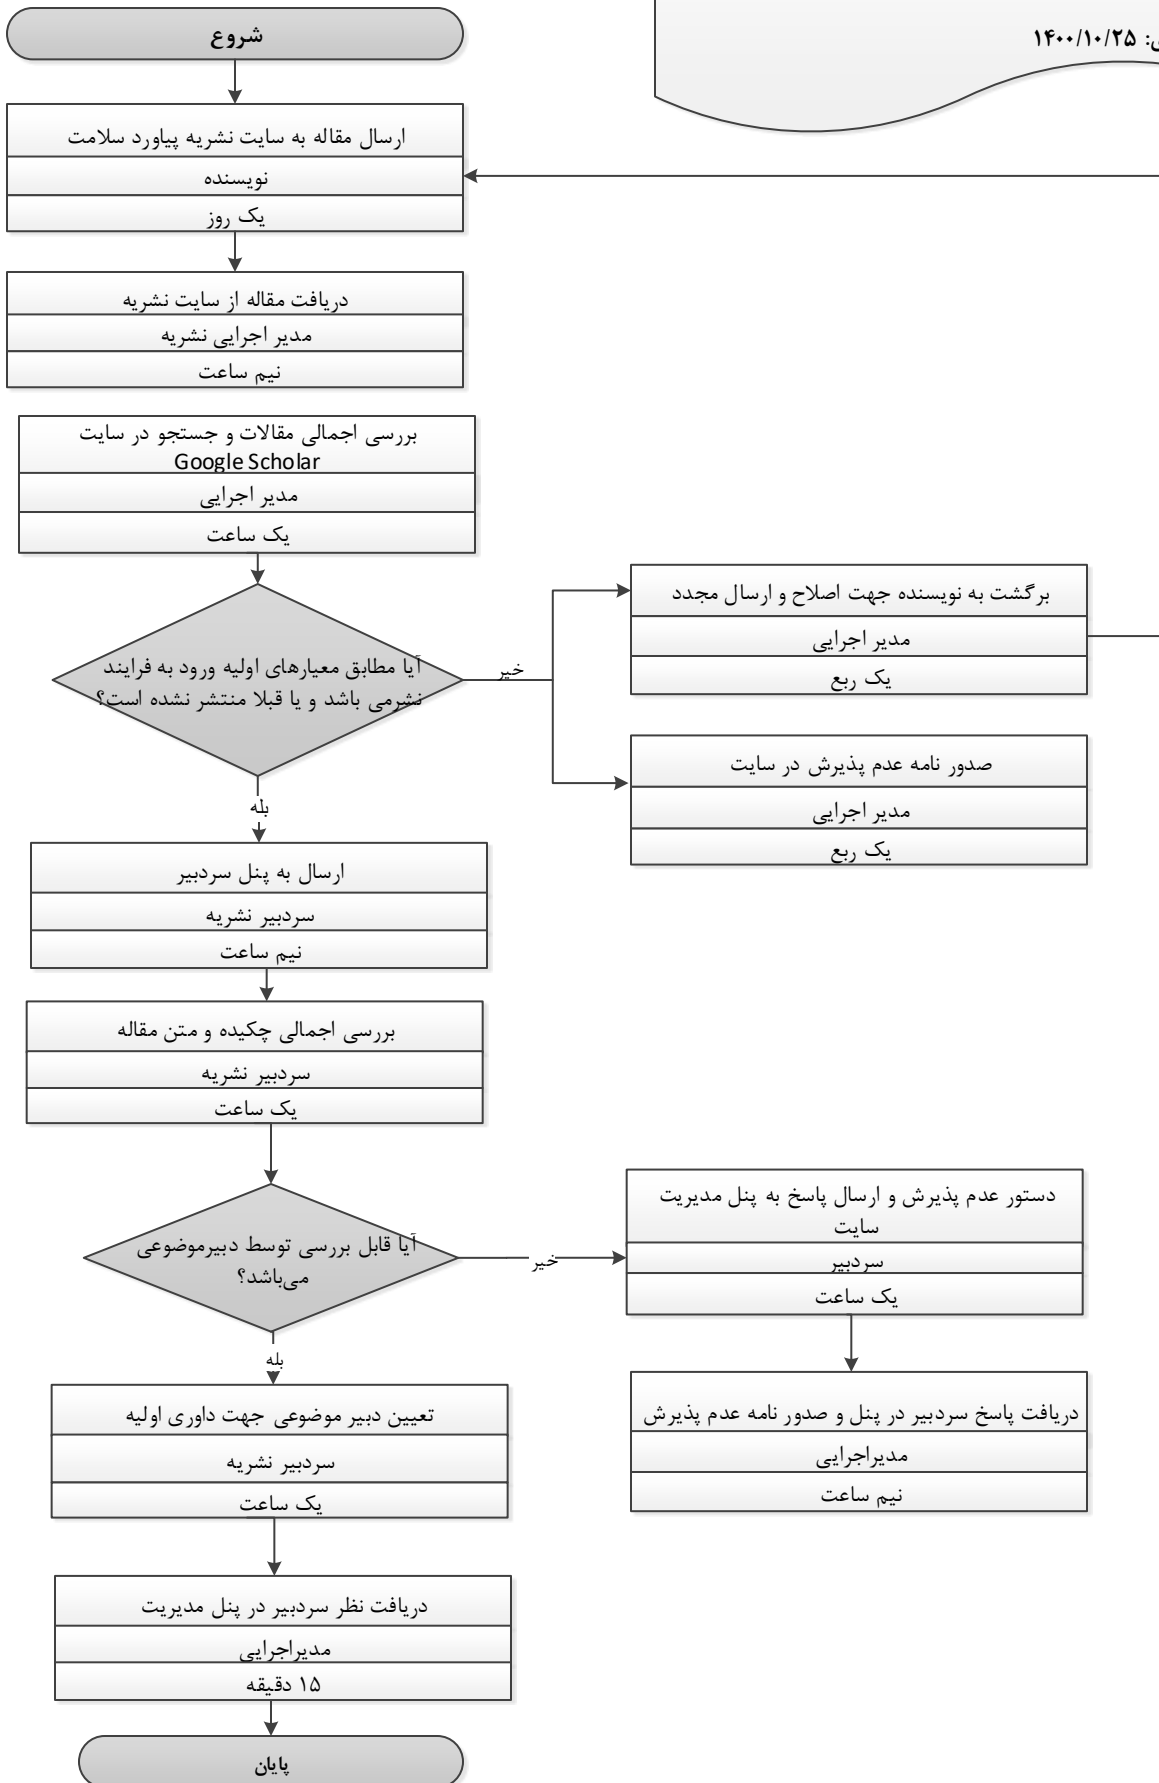 شروع
ی: ۱۴۰۰/۱۰/۲۵
ارسال مقاله به سایت نشریه پیاورد سلامت
نویسنده
یک روز
دریافت مقاله از سایت نشریه
مدیر اجرایی نشریه
نیم ساعت
بررسی اجمالی مقالات و جستجو در سایت
Google Scholar
مدیر اجرایی
یک ساعت
آیا مطابق معیارهای اولیه ورود به فرایند
نشرمی باشد و یا قبلا منتشر نشده است؟
خیر
برگشت به نویسنده جهت اصلاح و ارسال مجدد
مدیر اجرایی
یک ربع
صدور نامه عدم پذیرش در سایت
مدیر اجرایی
یک ربع
بله
ارسال به پنل سردبیر
سردبیر نشریه
نیم ساعت
بررسی اجمالی چکیده و متن مقاله
سردبیر نشریه
یک ساعت
آیا قابل بررسی توسط دبیرموضوعی
می‌باشد؟
خیر
دستور عدم پذیرش و ارسال پاسخ به پنل مدیریت
سایت
سردبیر
یک ساعت
دریافت پاسخ سردبیر در پنل و صدور نامه عدم پذیرش
مدیراجرایی
نیم ساعت
بله
تعیین دبیر موضوعی جهت داوری اولیه
سردبیر نشریه
یک ساعت
دریافت نظر سردبیر در پنل مدیریت
مدیراجرایی
۱۵ دقیقه
پایان